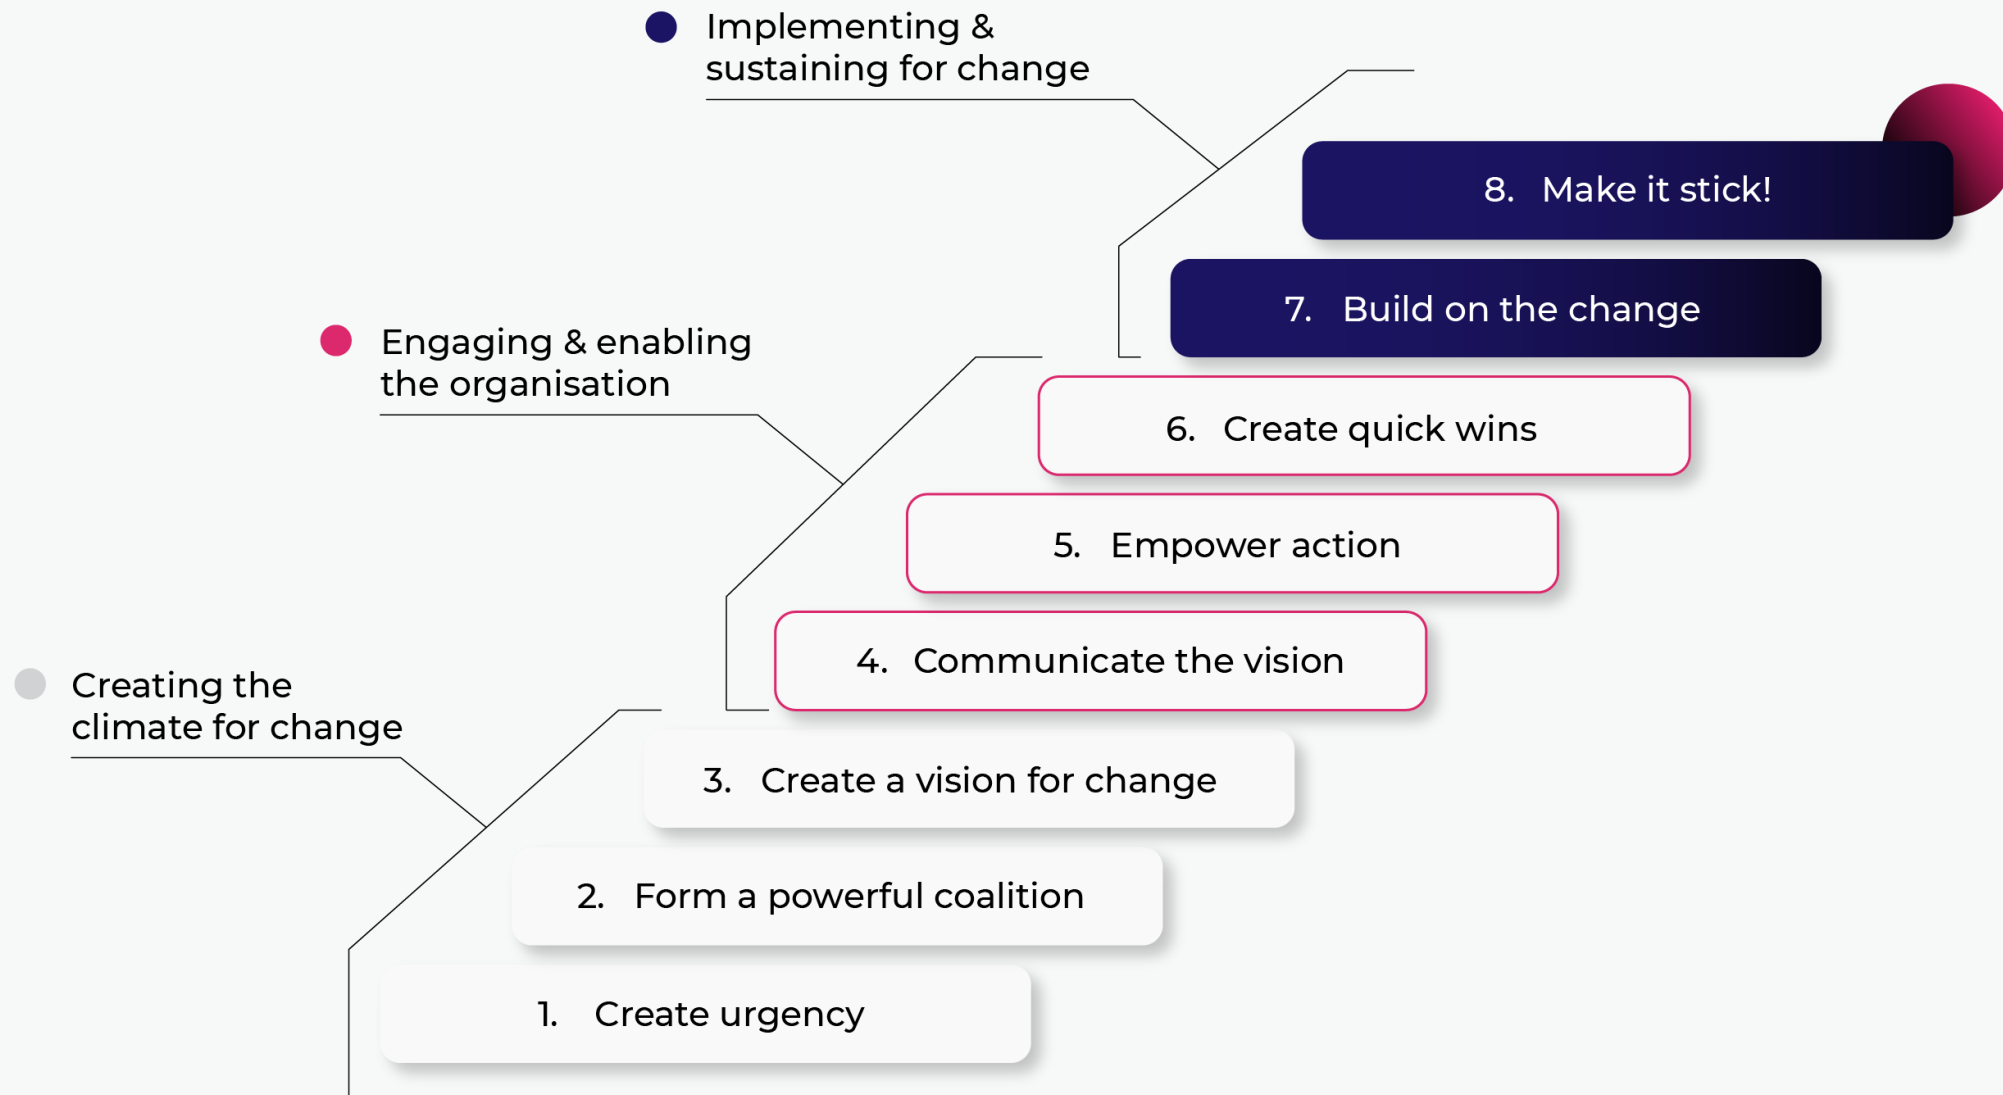 Implementing &
sustaining for change
8. Make it stick!
7. Build on the change
Engaging & enabling
the organisation
6. Create quick wins
5. Empower action
4. Communicate the vision
Creating the
climate for change
3. Create a vision for change
2. Form a powerful coalition
1. Create urgency